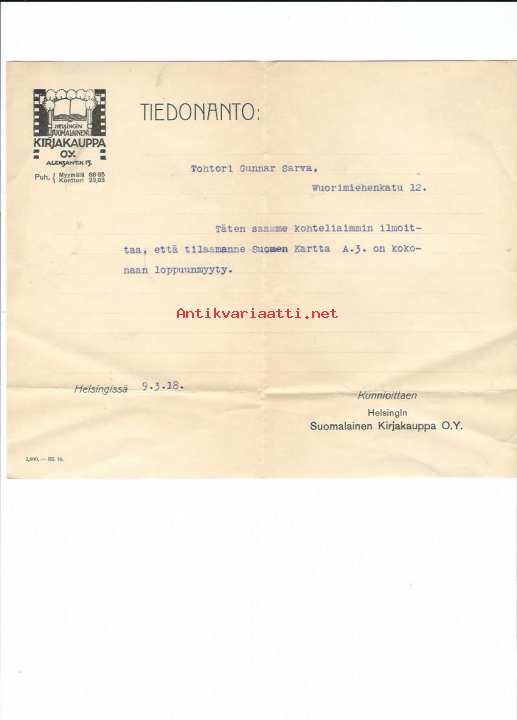 HELSINGIN
SUOMALAINEN
KIRJAKAUPPA
O.Y.
ALEKSANT.K. 15.
Puh. { Myymälä 88 85
{ Konttori 23,03
TIEDONANTO:
Tohtori Gunnar Sarva,
Wuorimiehenkatu 12.
Täten saamme kohteliaimmin ilmoit-
taa, että tilaamanne Suomen Kartta A.3. on koko-
naan loppuunmyyty.
Antikvariaatti.net
Helsingissä 9.3.18.
Kunnioittaen
Helsingin
Suomalainen Kirjakauppa O.Y.